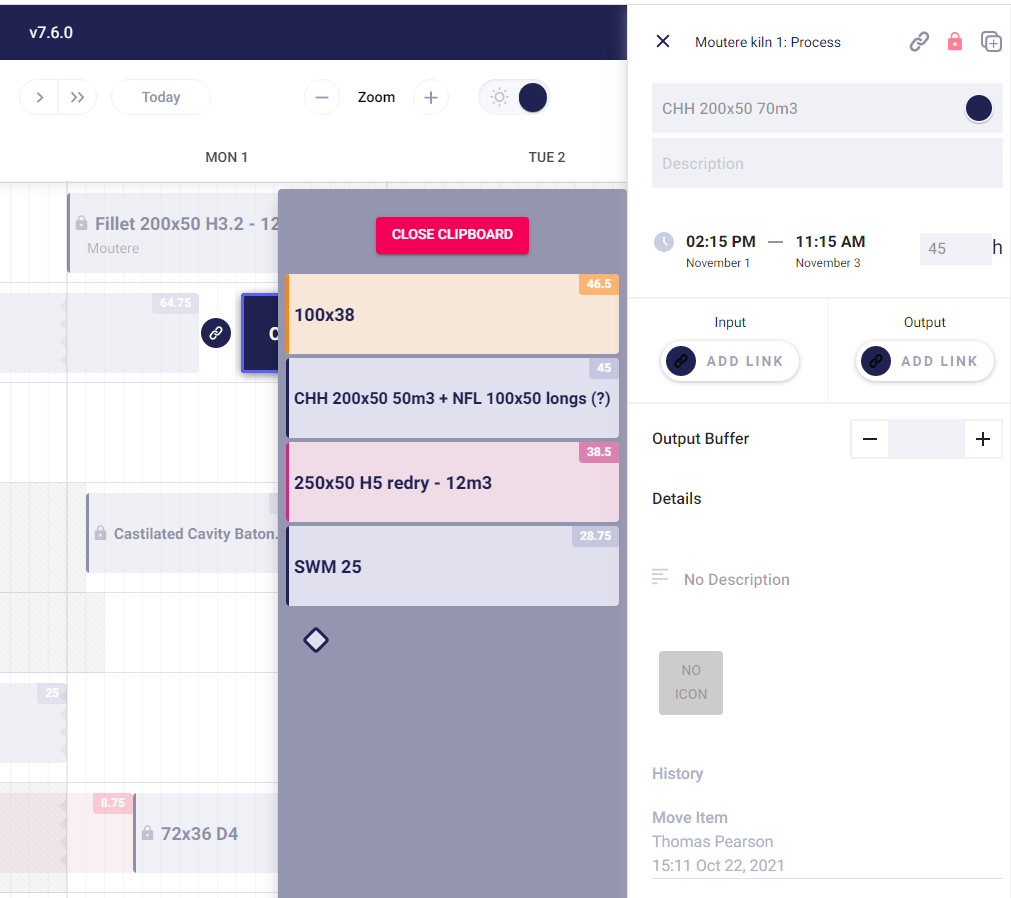 v7.6.0
Today
Zoom
MON 1
TUE 2
Fillet 200x50 H3.2 - 12
Moutere
64.75
C
Castilated Cavity Baton.
25
8.75
72x36 D4
CLOSE CLIPBOARD
46.5
100x38
45
CHH 200x50 50m3 + NFL 100x50 longs (?)
38.5
250x50 H5 redry - 12m3
28.75
SWM 25
Moutere kiln 1: Process
CHH 200x50 70m3
Description
02:15 PM — 11:15 AM
November 1 November 3
45 h
Input
Output
ADD LINK
ADD LINK
Output Buffer
Details
No Description
NO
ICON
History
Move Item
Thomas Pearson
15:11 Oct 22, 2021